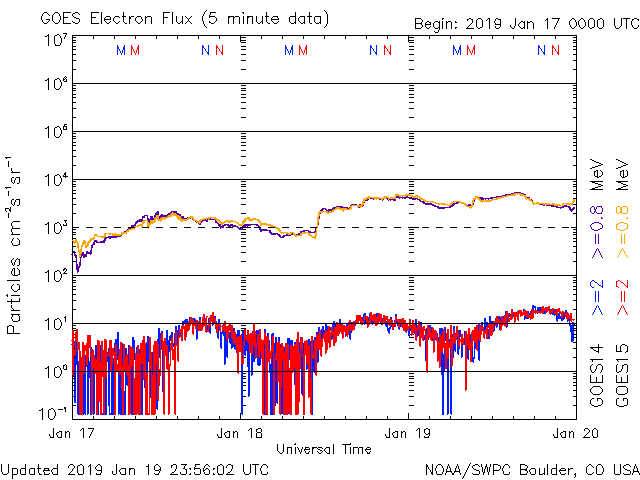 GOES Electron Flux (5 minute data)
Begin: 2019 Jan 17 0000 UTC
M M N N M M N N M M N N
10⁷
10⁶
10⁵
10⁴
10³
10²
10¹
10⁰
10⁻¹
Particles cm⁻²s⁻¹sr⁻¹
Jan 17 Jan 18 Jan 19 Jan 20
Universal Time
GOES14 >=2 >=0.8 MeV
GOES15 >=2 >=0.8 MeV
Updated 2019 Jan 19 23:56:02 UTC
NOAA/SWPC Boulder, CO USA